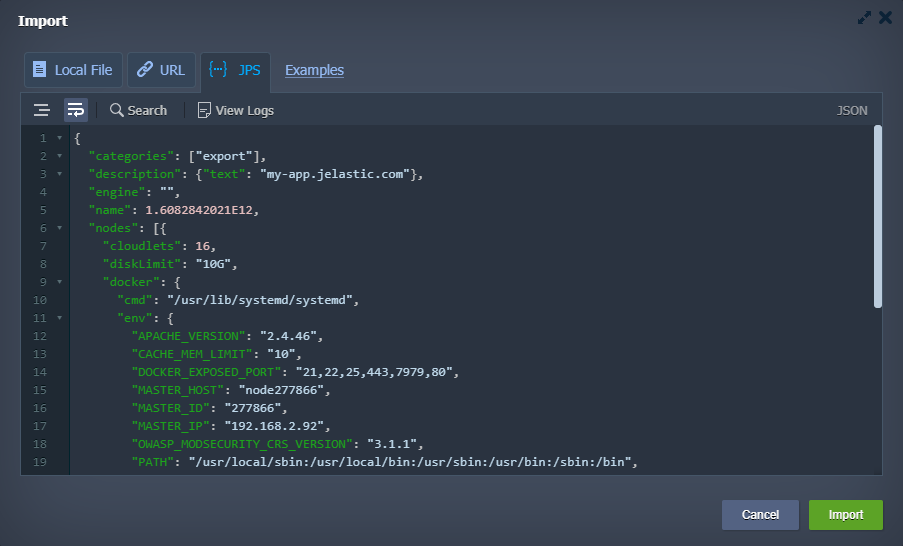 Import
Local File URL {...} JPS Examples
Search View Logs JSON
1 {
2 "categories": ["export"],
3 "description": {"text": "my-app.jelastic.com"},
4 "engine": "",
5 "name": 1.6082842021E12,
6 "nodes": [{
7 "cloudlets": 16,
8 "diskLimit": "10G",
9 "docker": {
10 "cmd": "/usr/lib/systemd/systemd",
11 "env": {
12 "APACHE_VERSION": "2.4.46",
13 "CACHE_MEM_LIMIT": "10",
14 "DOCKER_EXPOSED_PORT": "21,22,25,443,7979,80",
15 "MASTER_HOST": "node277866",
16 "MASTER_ID": "277866",
17 "MASTER_IP": "192.168.2.92",
18 "OWASP_MODSECURITY_CRS_VERSION": "3.1.1",
19 "PATH": "/usr/local/sbin:/usr/local/bin:/usr/sbin:/usr/bin:/sbin:/bin",
Cancel Import